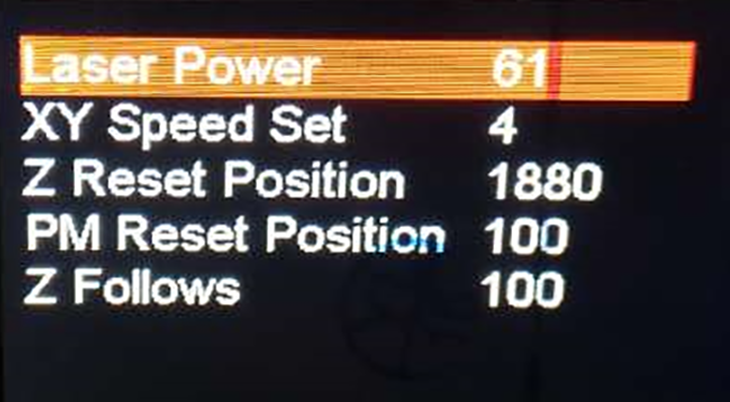 Laser Power 61
XY Speed Set 4
Z Reset Position 1880
PM Reset Position 100
Z Follows 100